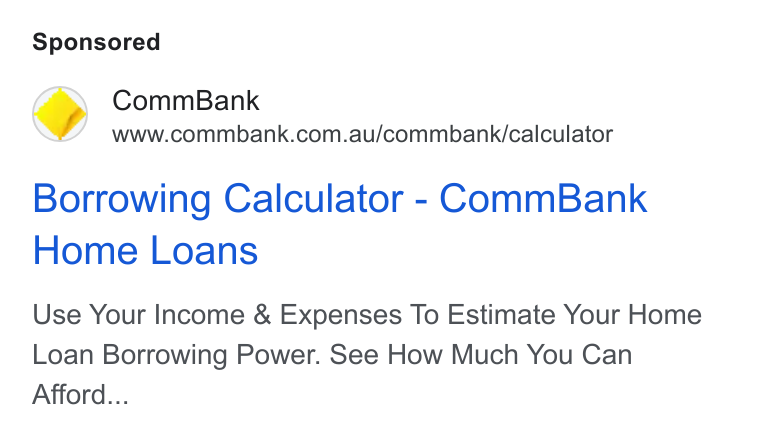 Sponsored
CommBank
www.commbank.com.au/commbank/calculator
Borrowing Calculator - CommBank
Home Loans
Use Your Income & Expenses To Estimate Your Home
Loan Borrowing Power. See How Much You Can
Afford...